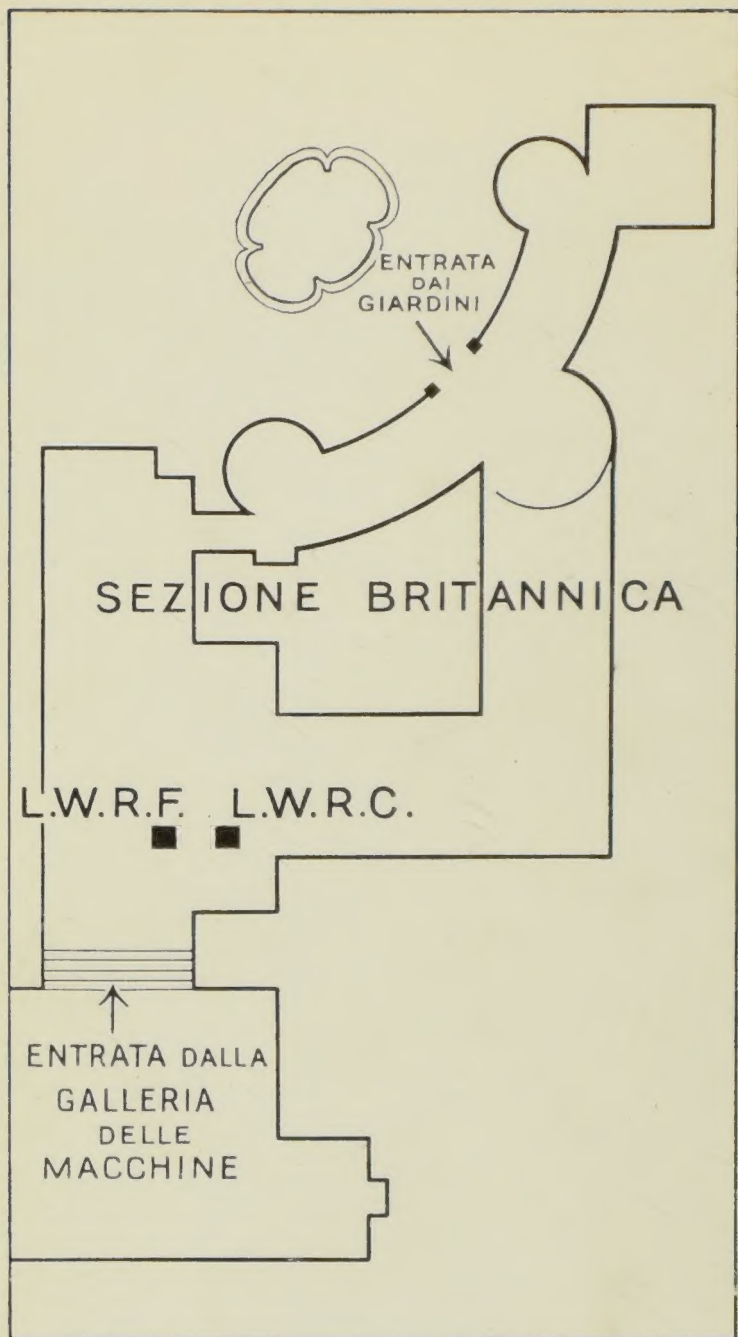 ENTRATA
DAI
GIARDINI
SEZIONE BRITANNICA
L.W.R.F. L.W.R.C.
ENTRATA DALLA
GALLERIA
DELLE
MACCHINE